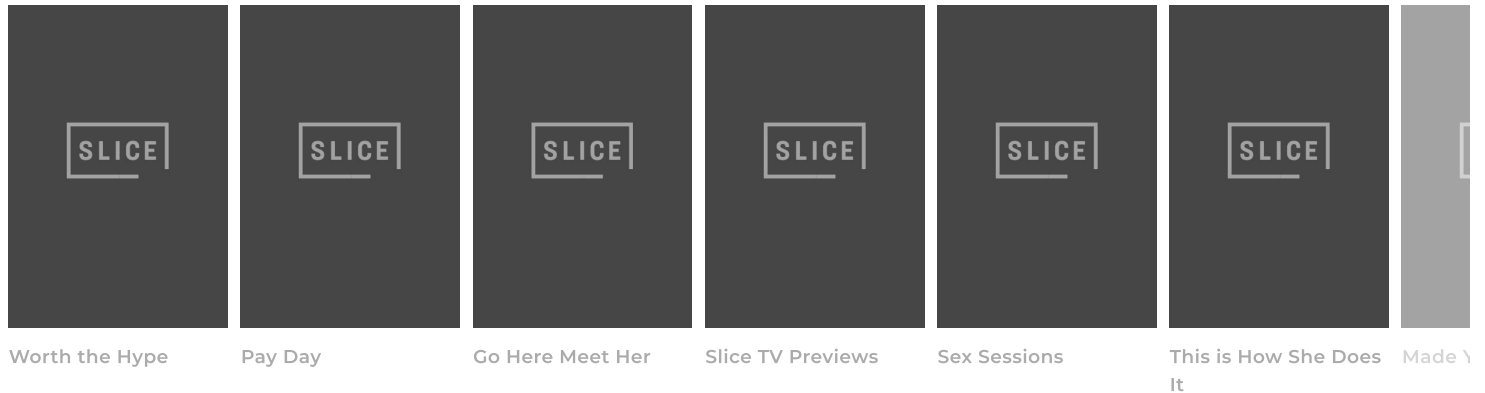 SLICE
SLICE
SLICE
SLICE
SLICE
SLICE
Worth the Hype
Pay Day
Go Here Meet Her
Slice TV Previews
Sex Sessions
This is How She Does
It
Made